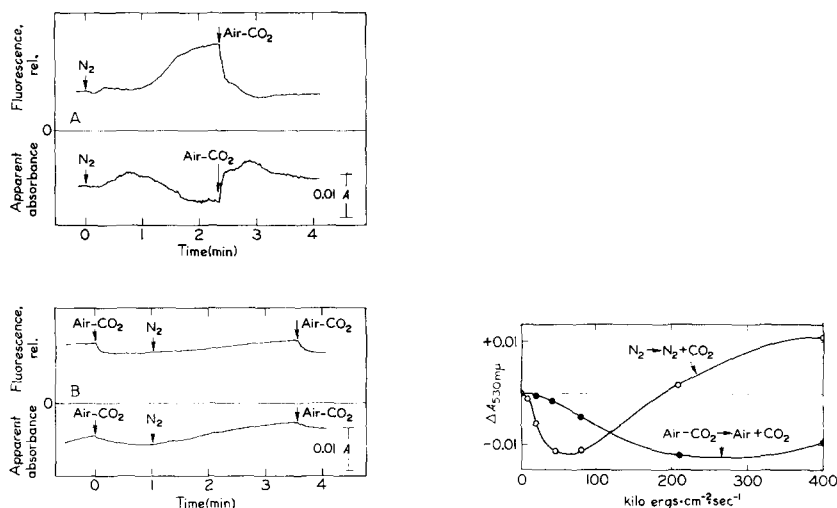 Fluorescence,
rel.
N₂
Air-CO₂
A
0
Apparent
absorbance
N₂
Air-CO₂
0.01 A
0 1 2 3 4
Time(min)
Fluorescence,
rel.
Air-CO₂
N₂
Air-CO₂
B
0
Apparent
absorbance
Air-CO₂
N₂
Air-CO₂
0.01 A
0 1 2 3 4
Time(min)
0 100 200 300 400
+0.01
-0.01
ΔA530mμ
N₂→N₂+CO₂
Air-CO₂→Air+CO₂
kilo ergs·cm⁻²sec⁻¹